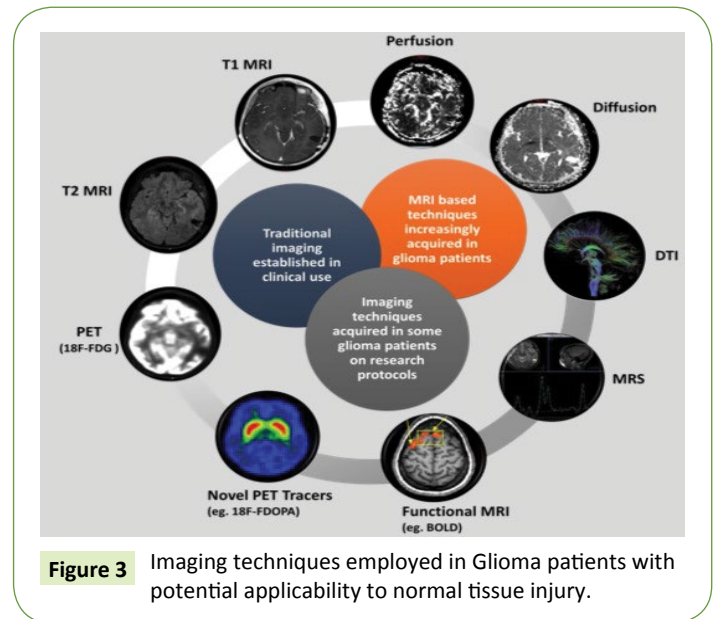 Perfusion
T1 MRI
Diffusion
T2 MRI
MRI based
techniques
increasingly
acquired in
glioma patients
Traditional
imaging
established in
clinical use
DTI
Imaging
techniques
acquired in some
glioma patients
on research
protocols
PET
(18F-FDG )
MRS
Novel PET Tracers
(eg. 18F-FDOPA)
Functional MRI
(eg. BOLD)
Figure 3 Imaging techniques employed in Glioma patients with
potential applicability to normal tissue injury.